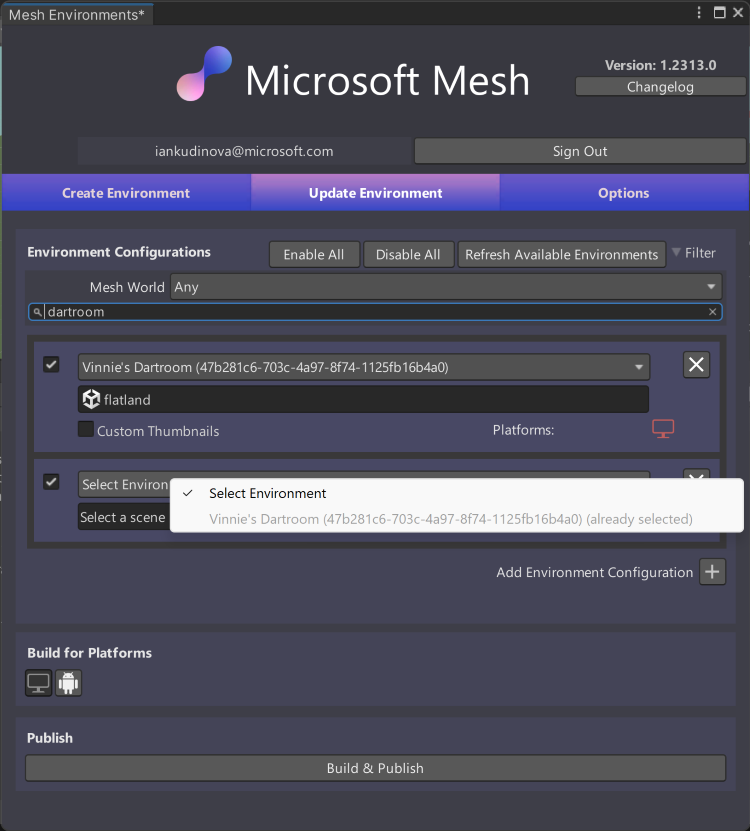 Mesh Environments*
Microsoft Mesh
Version: 1.2313.0
Changelog
iankudinova@microsoft.com
Sign Out
Create Environment
Update Environment
Options
Environment Configurations
Enable All
Disable All
Refresh Available Environments
Filter
Mesh World
Any
dartroom
Vinnie's Dartroom (47b281c6-703c-4a97-8f74-1125fb16b4a0)
flatland
Custom Thumbnails
Platforms:
Select Environ
Select Environment
Select a scene
Vinnie's Dartroom (47b281c6-703c-4a97-8f74-1125fb16b4a0) (already selected)
Add Environment Configuration
Build for Platforms
Publish
Build & Publish